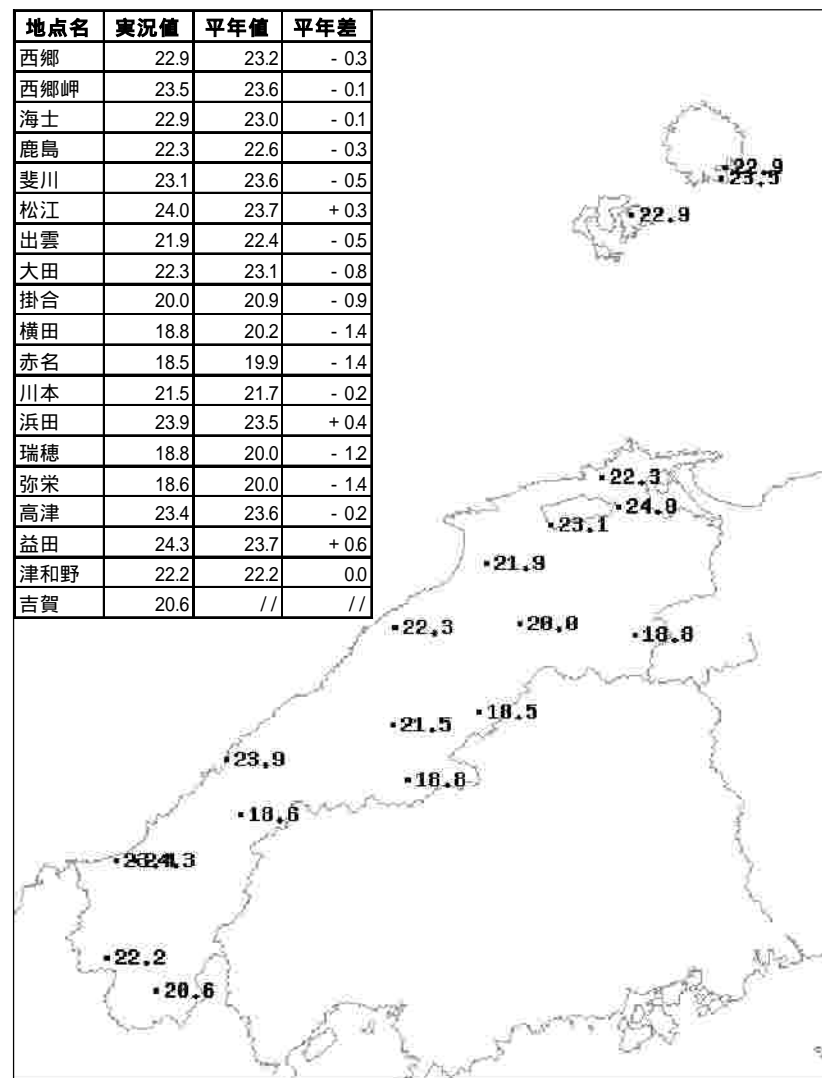 地点名 実況値 平年値 平年差
西郷 22.9 23.2 - 0.3
西郷岬 23.5 23.6 - 0.1
海士 22.9 23.0 - 0.1
鹿島 22.3 22.6 - 0.3
斐川 23.1 23.6 - 0.5
松江 24.0 23.7 + 0.3
出雲 21.9 22.4 - 0.5
大田 22.3 23.1 - 0.8
掛合 20.0 20.9 - 0.9
横田 18.8 20.2 - 1.4
赤名 18.5 19.9 - 1.4
川本 21.5 21.7 - 0.2
浜田 23.9 23.5 + 0.4
瑞穂 18.8 20.0 - 1.2
弥栄 18.6 20.0 - 1.4
高津 23.4 23.6 - 0.2
益田 24.3 23.7 + 0.6
津和野 22.2 22.2 0.0
吉賀 20.6 // //
22.9
23.5
22.9
22.3
24.0
23.1
21.9
22.3
20.0
18.8
18.5
21.5
23.9
18.8
18.6
22.2
20.6